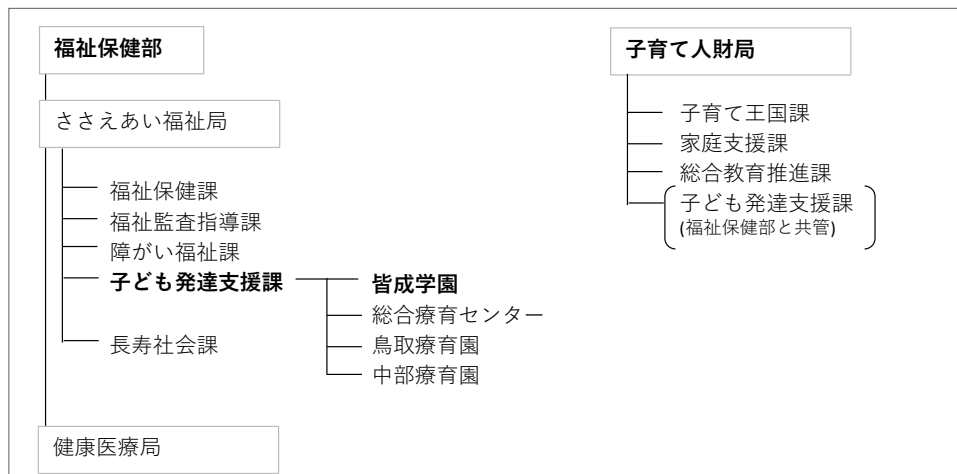 福祉保健部
ささえあい福祉局
福祉保健課
福祉監査指導課
障がい福祉課
子ども発達支援課
皆成学園
総合療育センター
鳥取療育園
中部療育園
長寿社会課
健康医療局
子育て人財局
子育て王国課
家庭支援課
総合教育推進課
子ども発達支援課
(福祉保健部と共管)